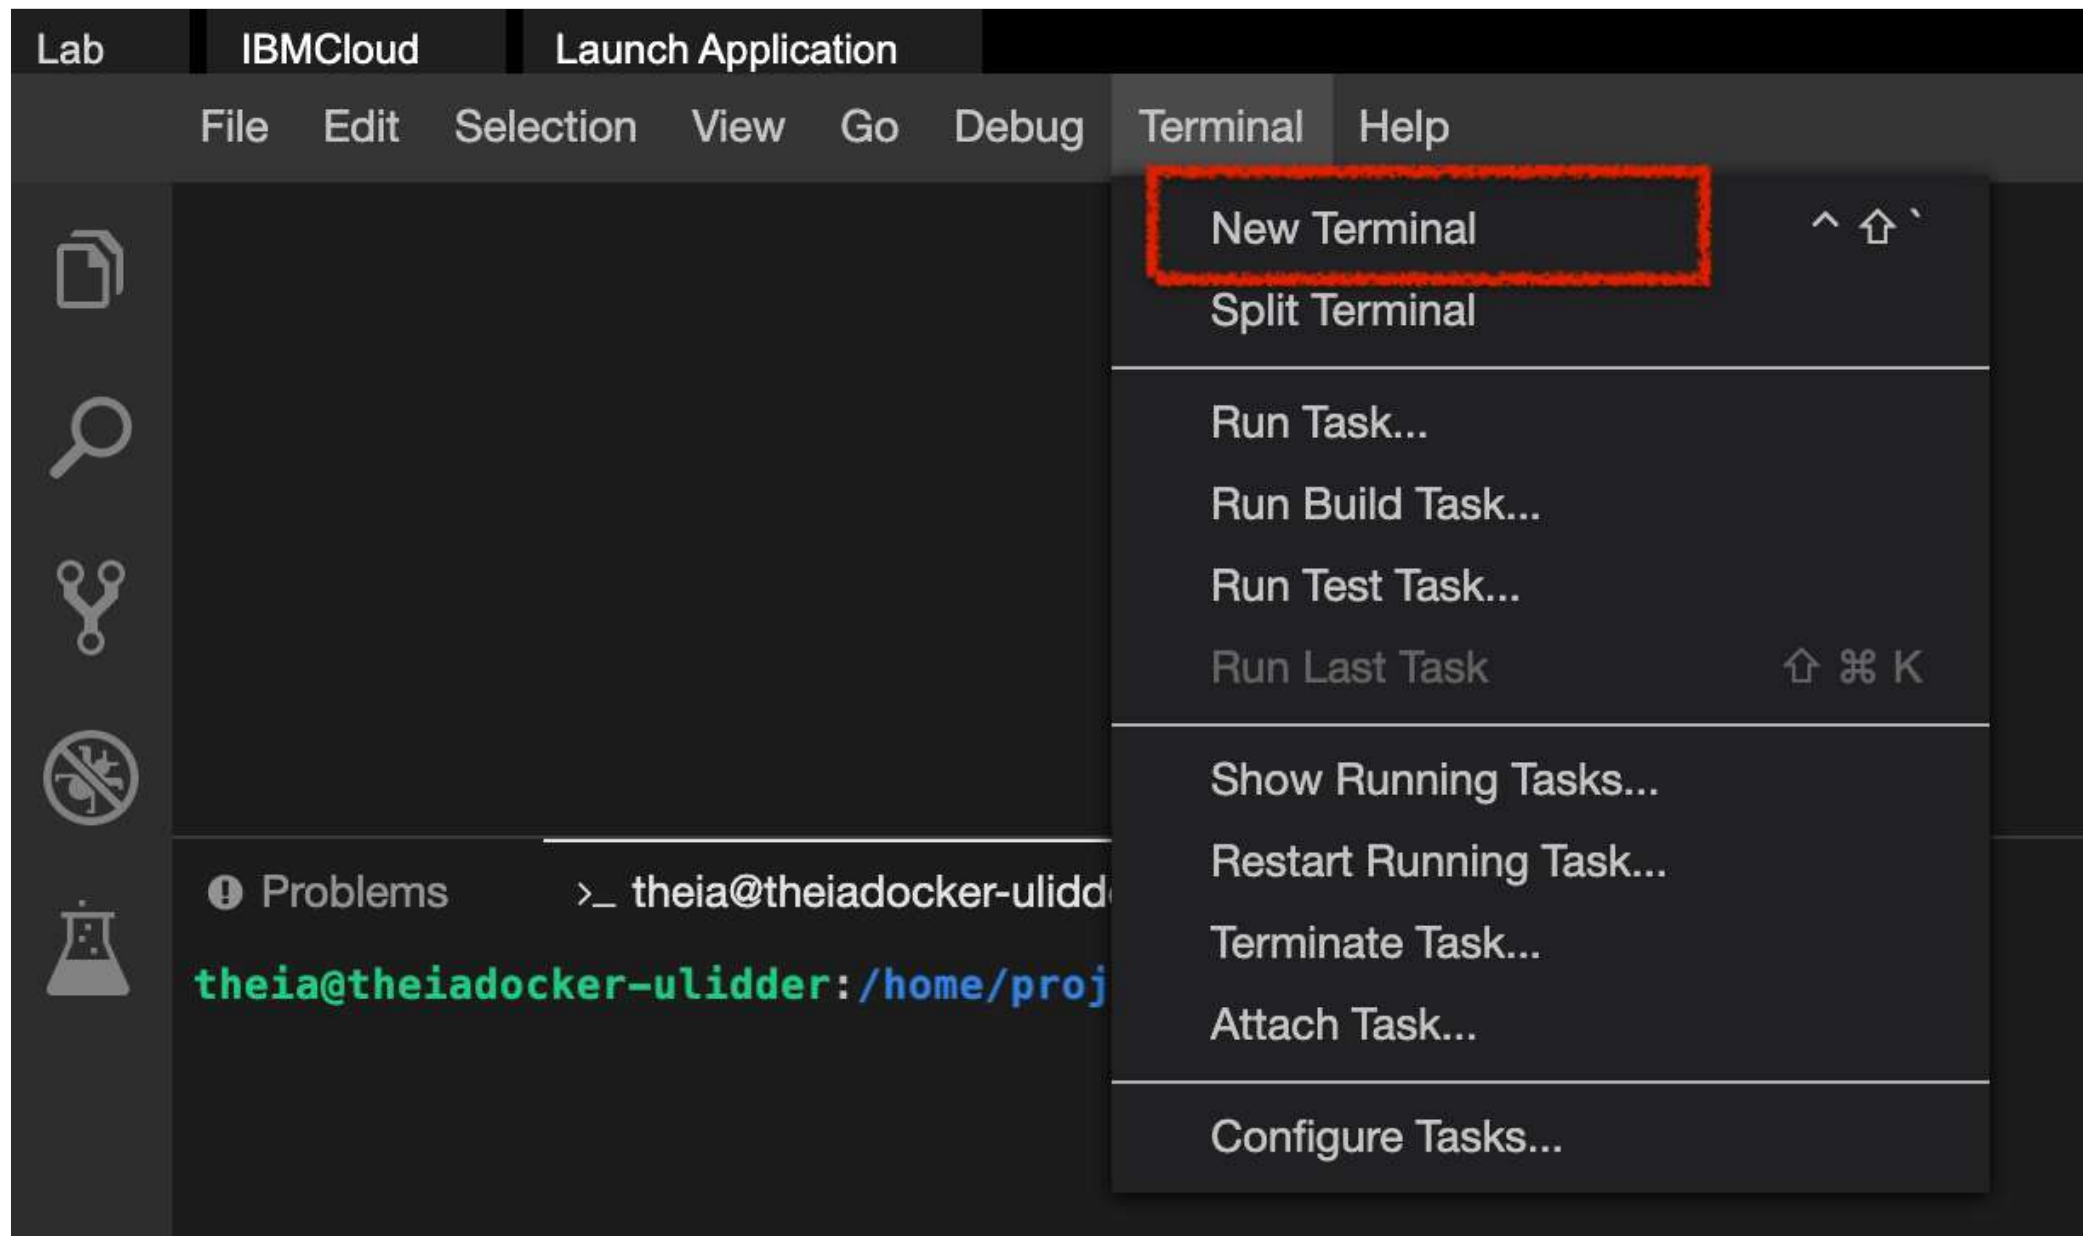 Lab IBMCloud Launch Application
File Edit Selection View Go Debug Terminal Help
New Terminal ^ ⇧ `
Split Terminal
Run Task...
Run Build Task...
Run Test Task...
Run Last Task ⇧ ⌘ K
Show Running Tasks...
Restart Running Task...
Terminate Task...
Attach Task...
Configure Tasks...
Problems >_ theia@theiadocker-ulidd
theia@theiadocker-ulidder:/home/proj